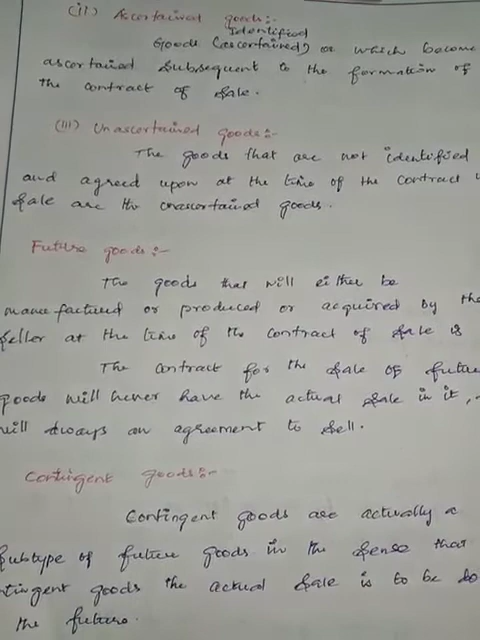 (ii) Ascertained goods:-
Identified
Goods (ascertained) or which become
ascertained subsequent to the formation of
the contract of sale.
(iii) Unascertained goods:-
The goods that are not identified
and agreed upon at the time of the contract
sale are the unascertained goods.
Future goods:-
The goods that will either be
manufactured or produced or acquired by the
seller at the time of the contract of sale is
The contract for the sale of future
goods will never have the actual sale in it,
will always an agreement to sell.
Contingent goods:-
Contingent goods are actually a
subtype of future goods in the sense that
tingent goods the actual sale is to be do
the future.